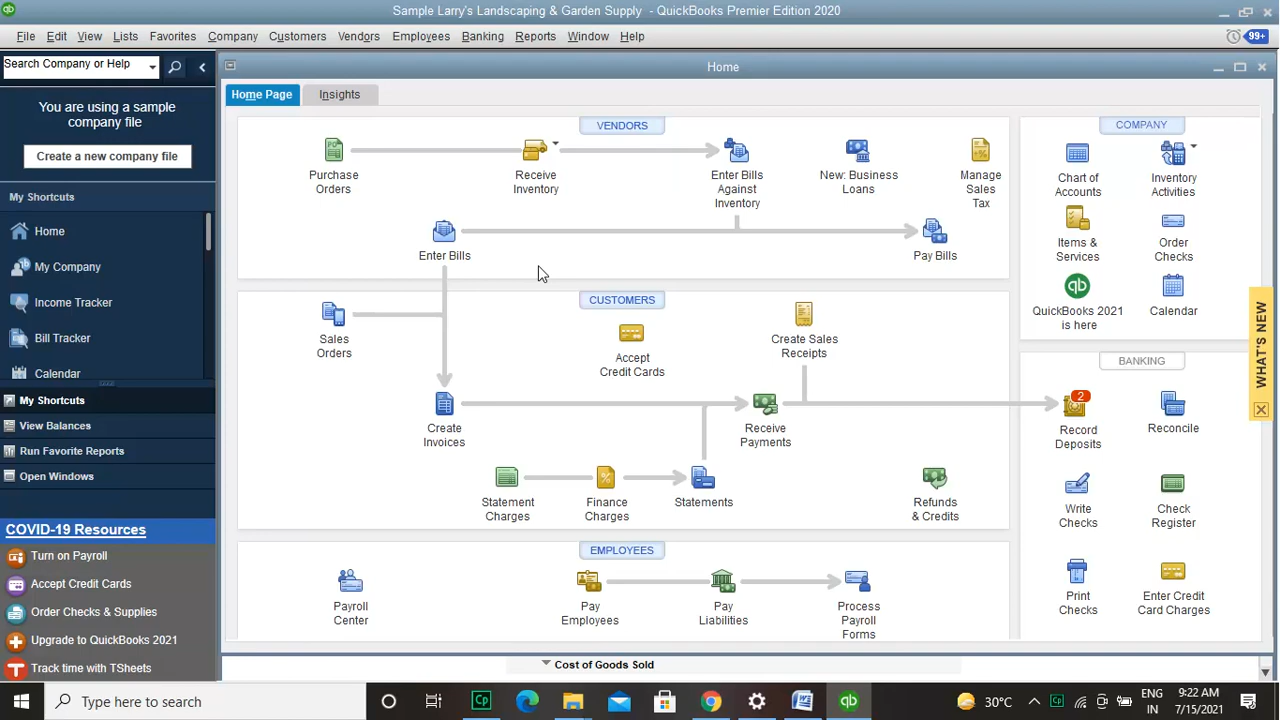 Sample Larry's Landscaping & Garden Supply - QuickBooks Premier Edition 2020
File Edit View Lists Favorites Company Customers Vendors Employees Banking Reports Window Help
99+
Search Company or Help
You are using a sample
company file
Create a new company file
My Shortcuts
Home
My Company
Income Tracker
Bill Tracker
Calendar
My Shortcuts
View Balances
Run Favorite Reports
Open Windows
COVID-19 Resources
Turn on Payroll
Accept Credit Cards
Order Checks & Supplies
Upgrade to QuickBooks 2021
Track time with TSheets
Home
Home Page Insights
VENDORS
Purchase
Orders
Receive
Inventory
Enter Bills
Against
Inventory
New: Business
Loans
Manage
Sales
Tax
Enter Bills
Pay Bills
CUSTOMERS
Sales
Orders
Accept
Credit Cards
Create Sales
Receipts
Create
Invoices
Receive
Payments
Statement
Charges
Finance
Charges
Statements
Refunds
& Credits
EMPLOYEES
Payroll
Center
Pay
Employees
Pay
Liabilities
Process
Payroll
Forms
COMPANY
Chart of
Accounts
Inventory
Activities
Items &
Services
Order
Checks
qb
QuickBooks 2021
is here
Calendar
BANKING
2
Record
Deposits
Reconcile
Write
Checks
Check
Register
Print
Checks
Enter Credit
Card Charges
WHAT'S NEW
Cost of Goods Sold
Type here to search
Cp
qb
30°C
Cp
ENG
IN
9:22 AM
7/15/2021